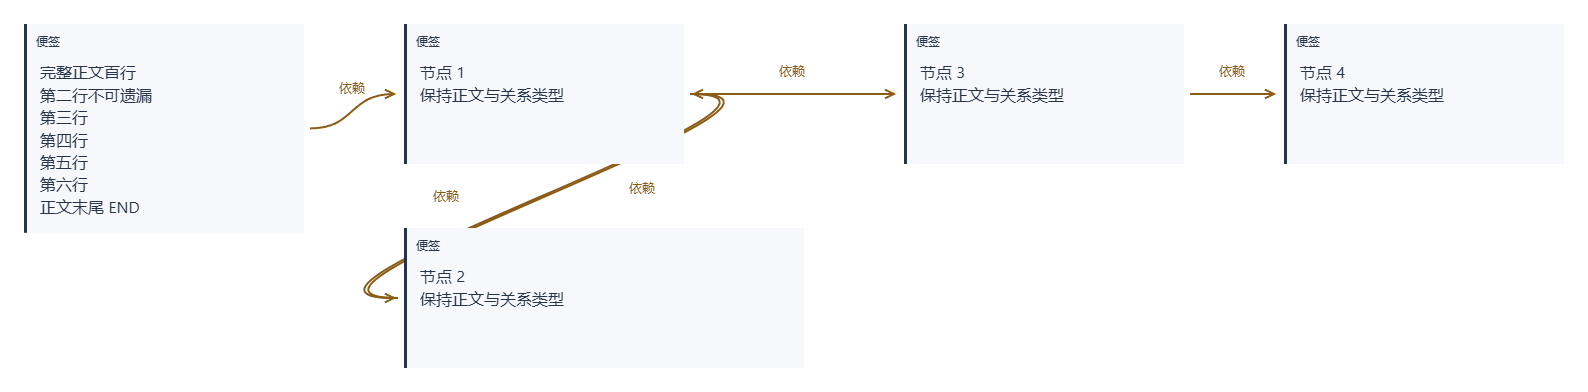 便签
完整正文首行
第二行不可遗漏
第三行
第四行
第五行
第六行
正文末尾 END
依赖
便签
节点 1
保持正文与关系类型
依赖
便签
节点 3
保持正文与关系类型
依赖
便签
节点 4
保持正文与关系类型
依赖
依赖
便签
节点 2
保持正文与关系类型